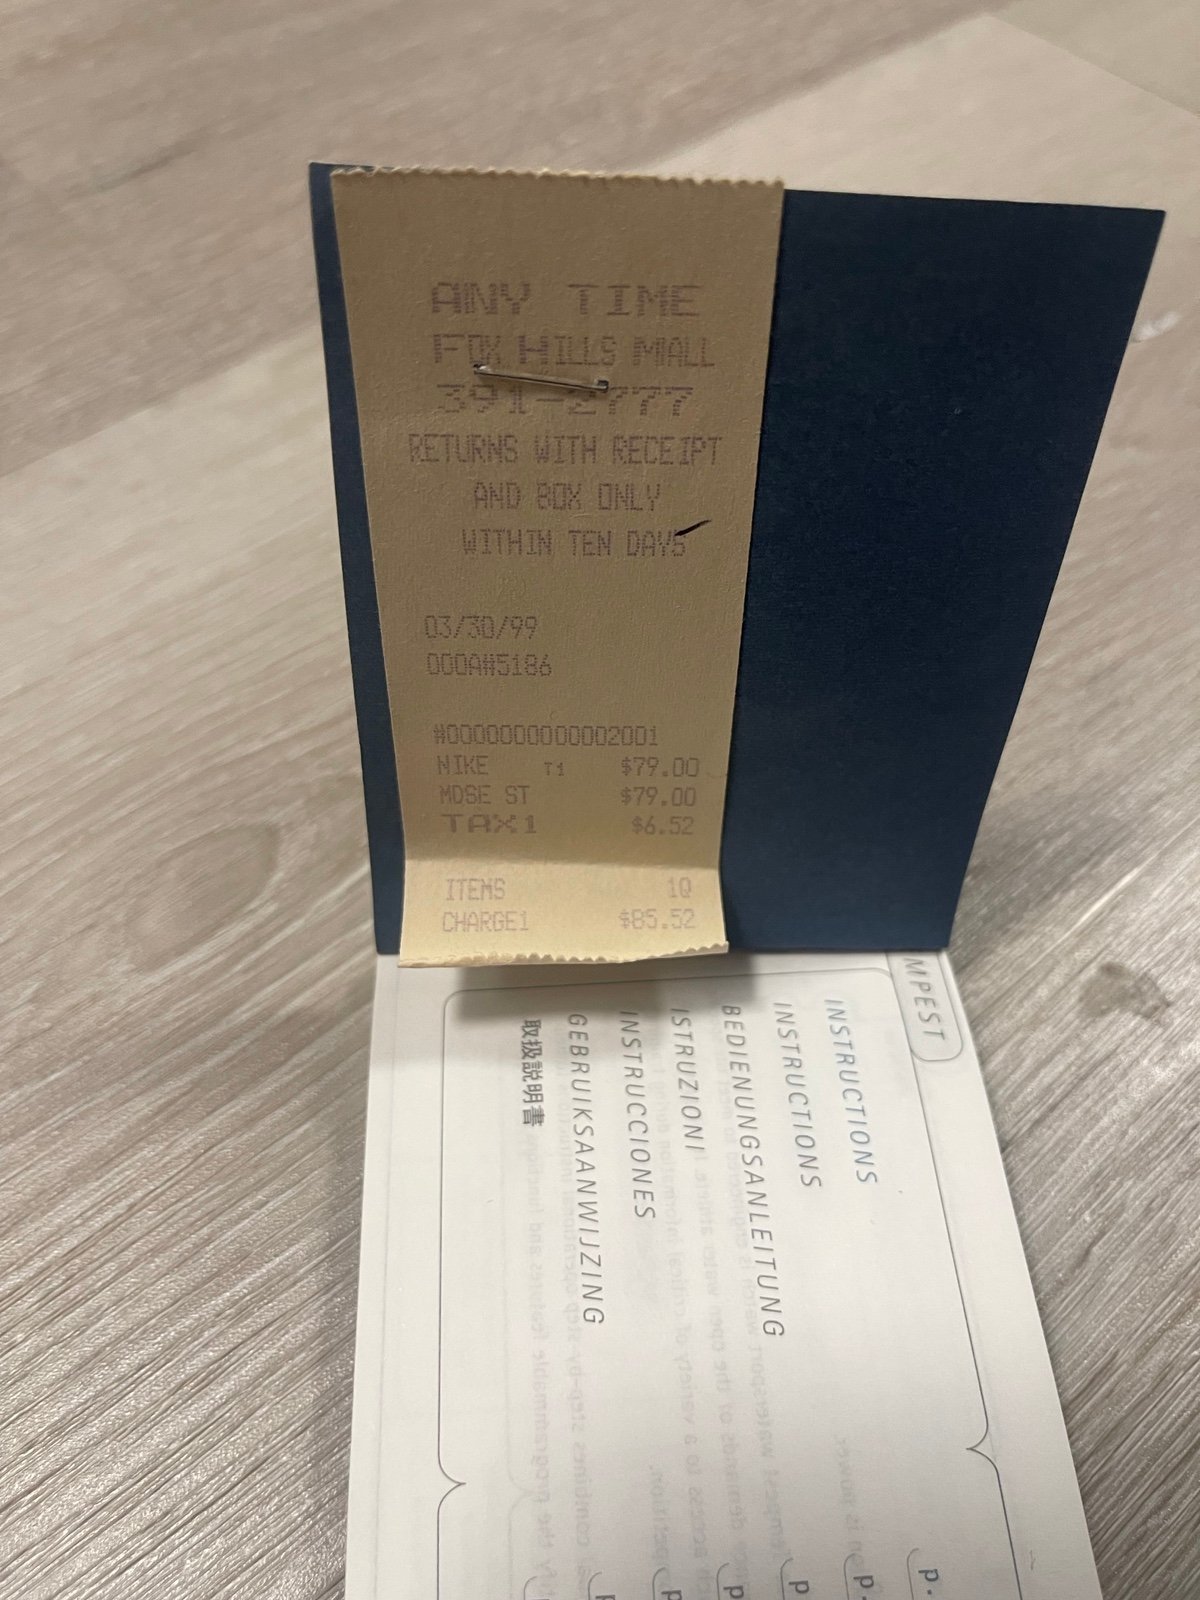 ANY TIME
FOX HILLS MALL
391-2777
RETURNS WITH RECEIPT
AND BOX ONLY
WITHIN TEN DAYS
03/30/99
000A#5186
#0000000000002001
NIKE T1 $79.00
MDSE ST $79.00
TAX1 $6.52
ITEMS 1Q
CHARGE1 $85.52
MPEST
INSTRUCTIONS
INSTRUCTIONS
BEDIENUNGSANLEITUNG
ISTRUZIONI
INSTRUCCIONES
GEBRUIKSAANWIJZING
取扱説明書
p.
p.
p
p
p
p